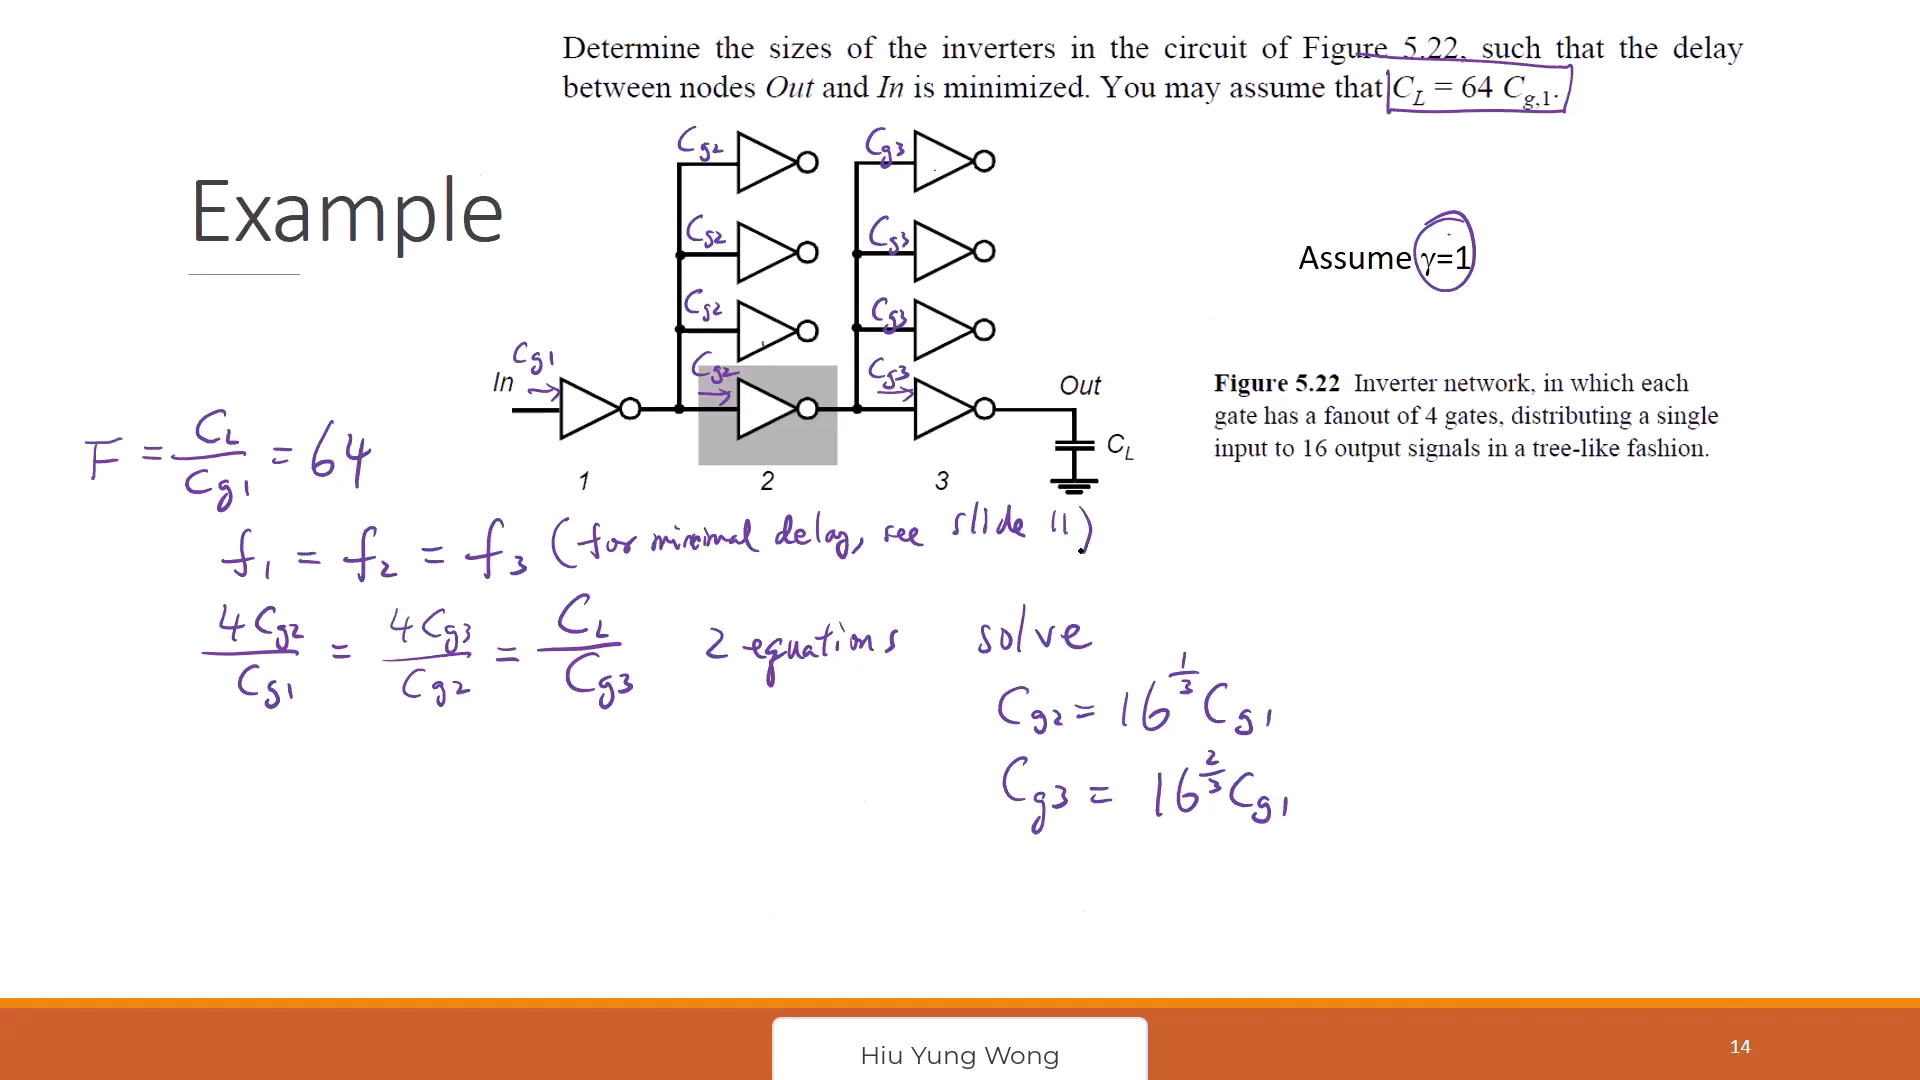 Determine the sizes of the inverters in the circuit of Figure 5.22, such that the delay
between nodes Out and In is minimized. You may assume that C_L = 64 C_g,1.
Example
Cg2
Cg3
Cg2
Cg3
Cg2
Cg3
Cg1
Cg2
Cg3
In
Out
C_L
1
2
3
Assume γ=1
Figure 5.22 Inverter network, in which each
gate has a fanout of 4 gates, distributing a single
input to 16 output signals in a tree-like fashion.
F = C_L/Cg1 = 64
f1 = f2 = f3 (for minimal delay, see slide 11)
4Cg2/Cg1 = 4Cg3/Cg2 = C_L/Cg3 2 equations solve
Cg2 = 16^(1/3) Cg1
Cg3 = 16^(2/3) Cg1
Hiu Yung Wong
14